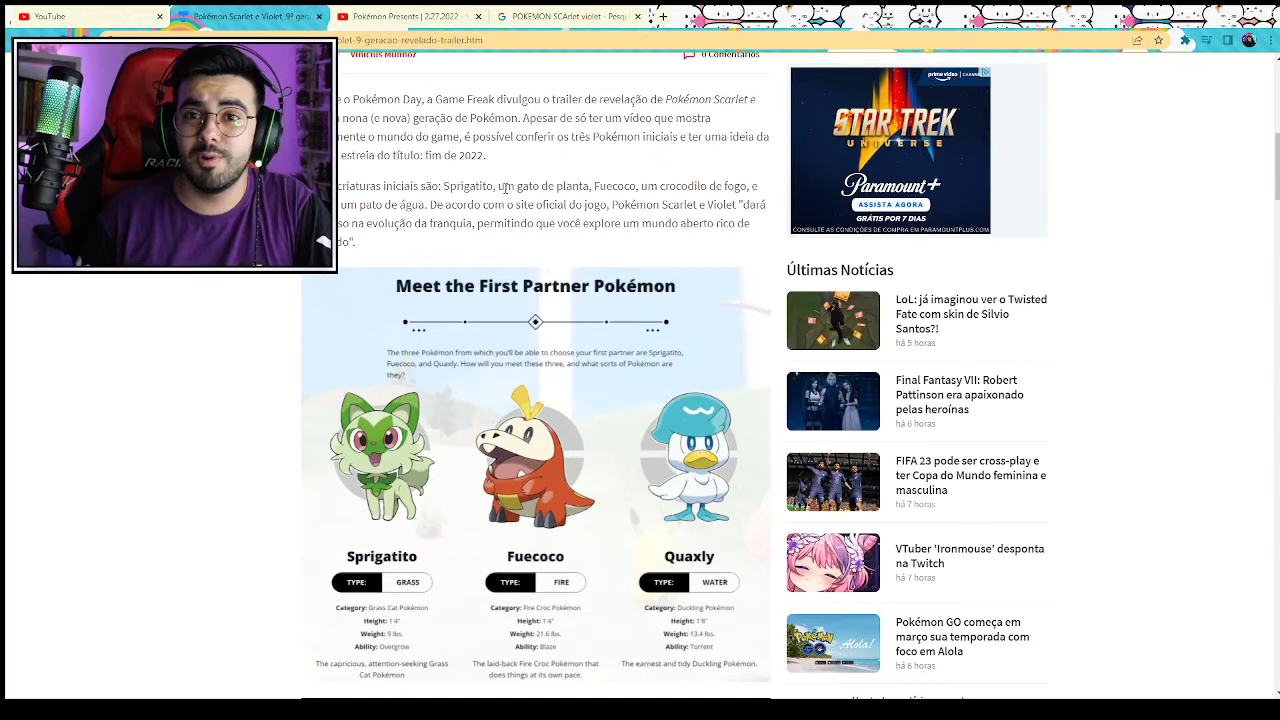 YouTube
Pokémon Scarlet e Violet, 9ª gera
Pokémon Presents | 2.27.2022 -
POKEMON SCArlet violet - Pesqu
olet-9-geracao-revelado-trailer.htm
Vinícius Munhoz
0 Comentários
e o Pokémon Day, a Game Freak divulgou o trailer de revelação de Pokémon Scarlet e
a nona (e nova) geração de Pokémon. Apesar de só ter um vídeo que mostra
mente o mundo do game, é possível conferir os três Pokémon iniciais e ter uma ideia da
estreia do título: fim de 2022.
criaturas iniciais são: Sprigatito, um gato de planta, Fuecoco, um crocodilo de fogo, e
um pato de água. De acordo com o site oficial do jogo, Pokémon Scarlet e Violet "dará
so na evolução da franquia, permitindo que você explore um mundo aberto rico de
do".
Meet the First Partner Pokémon
The three Pokémon from which you'll be able to choose your first partner are Sprigatito,
Fuecoco, and Quaxly. How will you meet these three, and what sorts of Pokémon are
they?
Sprigatito
TYPE: GRASS
Category: Grass Cat Pokémon
Height: 1'4"
Weight: 9 lbs.
Ability: Overgrow
The capricious, attention-seeking Grass
Cat Pokémon
Fuecoco
TYPE: FIRE
Category: Fire Croc Pokémon
Height: 1'4"
Weight: 21.6 lbs.
Ability: Blaze
The laid-back Fire Croc Pokémon that
does things at its own pace.
Quaxly
TYPE: WATER
Category: Duckling Pokémon
Height: 1'8"
Weight: 13.4 lbs.
Ability: Torrent
The earnest and tidy Duckling Pokémon.
prime video | CHANNELS
STAR TREK
UNIVERSE
Paramount+
ASSISTA AGORA
GRÁTIS POR 7 DIAS
CONSULTE AS CONDIÇÕES DE COMPRA EM PARAMOUNTPLUS.COM
Últimas Notícias
LoL: já imaginou ver o Twisted
Fate com skin de Silvio
Santos?!
há 5 horas
Final Fantasy VII: Robert
Pattinson era apaixonado
pelas heroínas
há 6 horas
FIFA 23 pode ser cross-play e
ter Copa do Mundo feminina e
masculina
há 7 horas
VTuber 'Ironmouse' desponta
na Twitch
há 7 horas
Pokémon GO começa em
março sua temporada com
foco em Alola
há 8 horas
POKÉMON
GO
Alola!